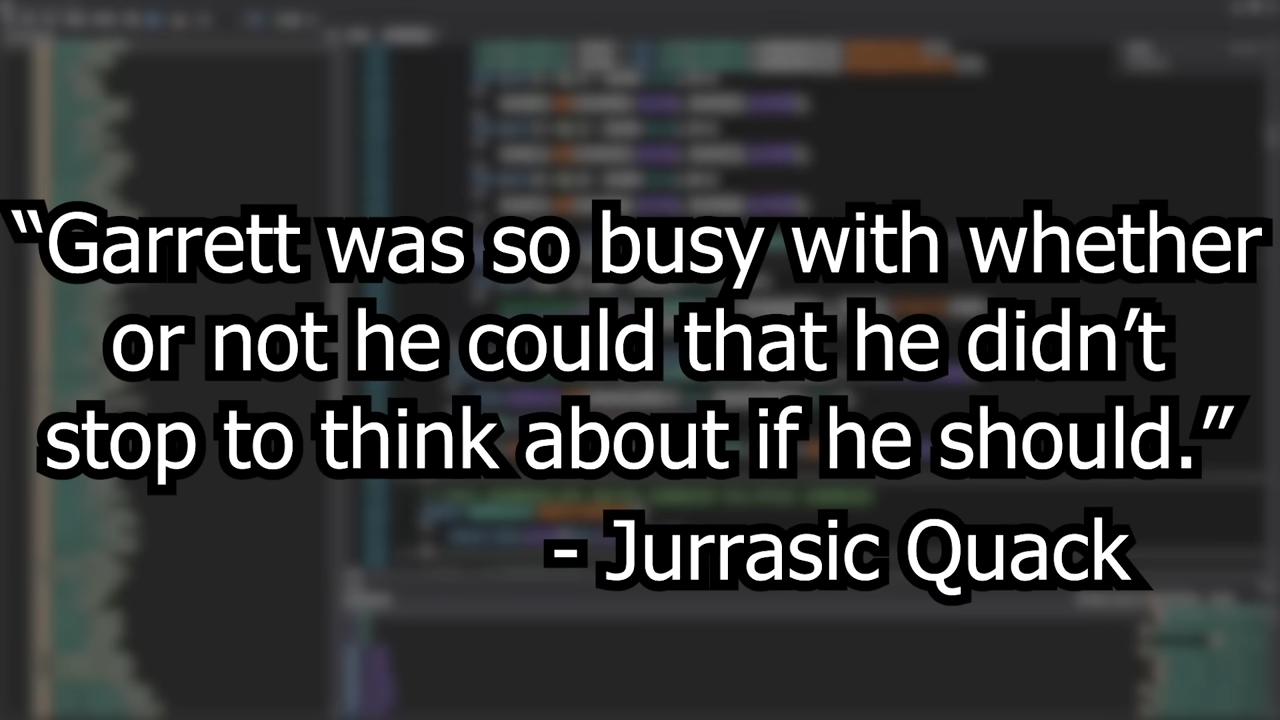 “Garrett was so busy with whether
or not he could that he didn’t
stop to think about if he should.”
- Jurrasic Quack